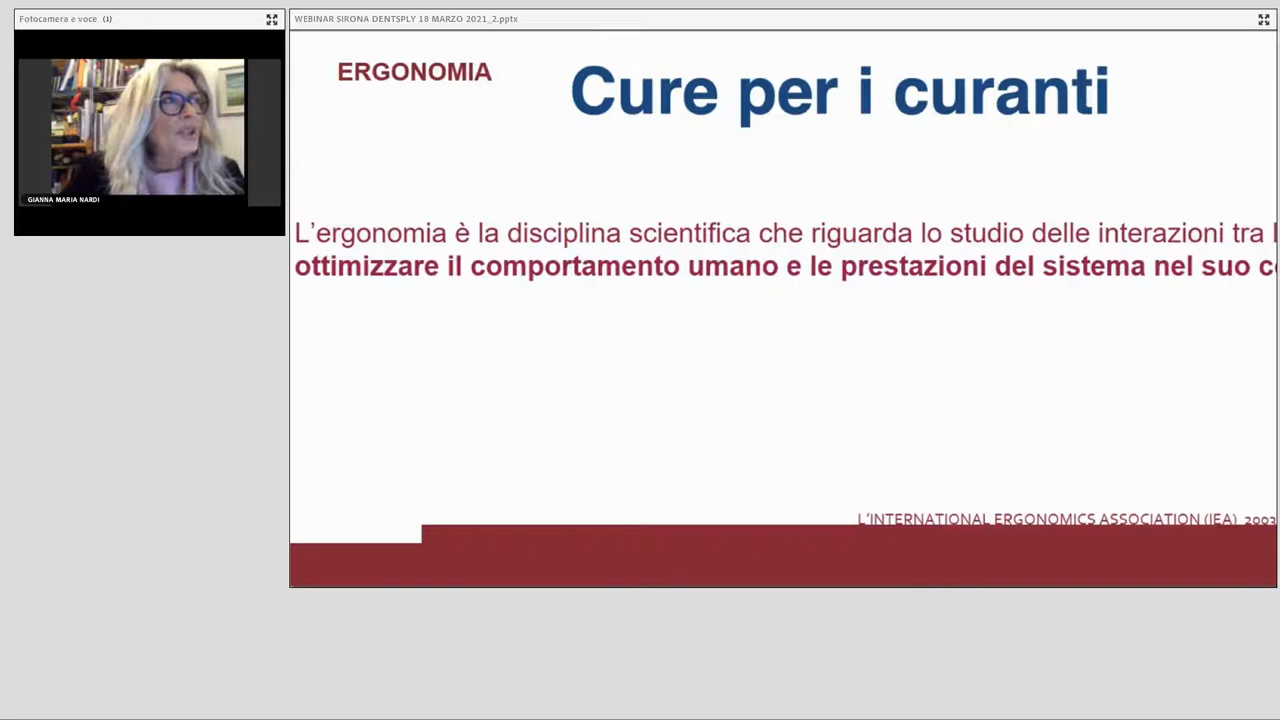 Fotocamera e voce (1)
GIANNA MARIA NARDI
WEBINAR SIRONA DENTSPLY 18 MARZO 2021_2.pptx
ERGONOMIA
Cure per i curanti
L'ergonomia è la disciplina scientifica che riguarda lo studio delle interazioni tra
ottimizzare il comportamento umano e le prestazioni del sistema nel suo
L'INTERNATIONAL ERGONOMICS ASSOCIATION (IEA) 2003